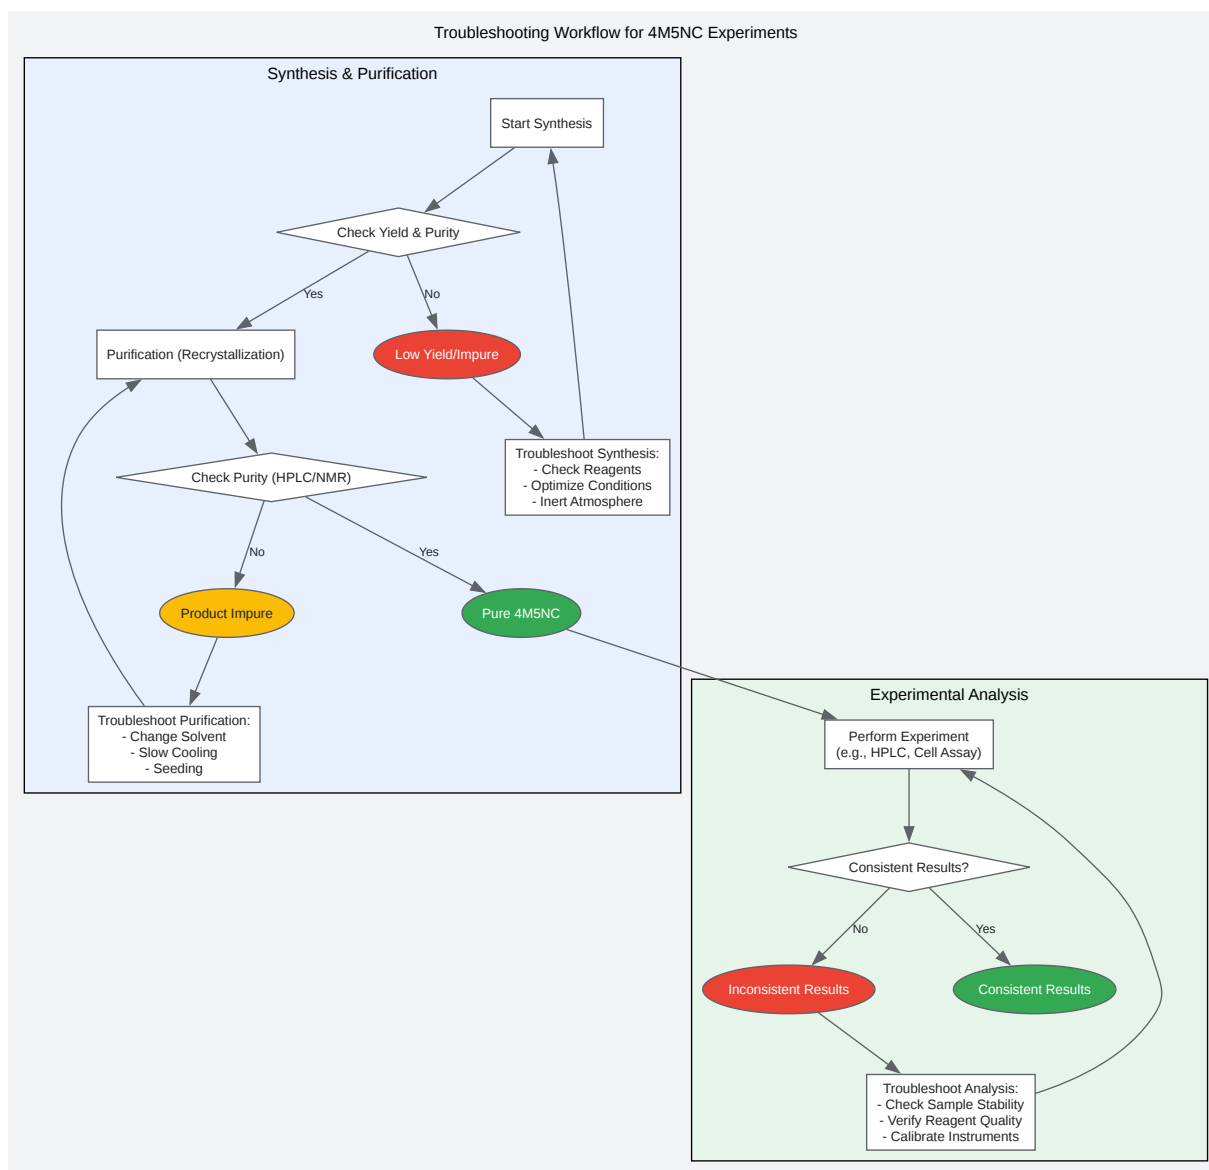 Troubleshooting Workflow for 4M5NC Experiments
Synthesis & Purification
Start Synthesis
Check Yield & Purity
Yes
No
Purification (Recrystallization)
Low Yield/Impure
Troubleshoot Synthesis:
- Check Reagents
- Optimize Conditions
- Inert Atmosphere
Check Purity (HPLC/NMR)
No
Yes
Product Impure
Pure 4M5NC
Troubleshoot Purification:
- Change Solvent
- Slow Cooling
- Seeding
Experimental Analysis
Perform Experiment
(e.g., HPLC, Cell Assay)
Consistent Results?
No
Yes
Inconsistent Results
Consistent Results
Troubleshoot Analysis:
- Check Sample Stability
- Verify Reagent Quality
- Calibrate Instruments